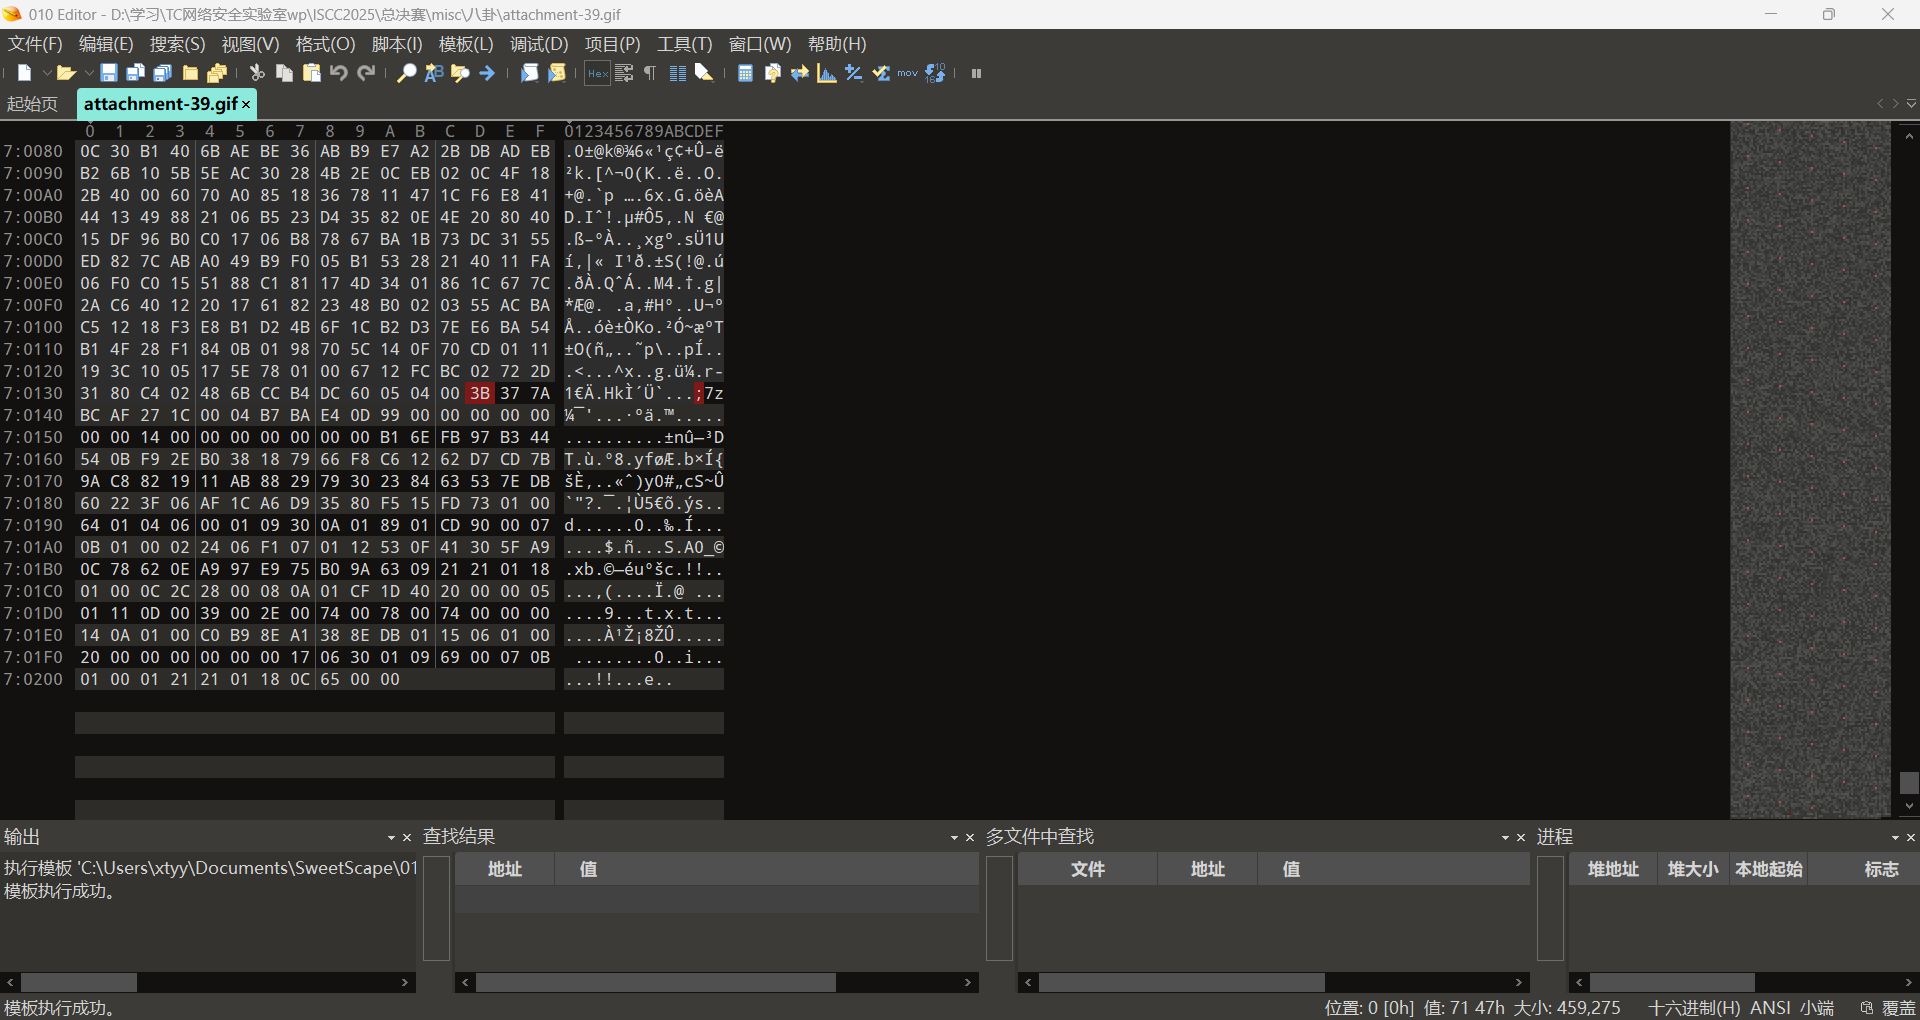 010 Editor - D:\学习\TC网络安全实验室wp\ISCC2025\总决赛\misc\八卦\attachment-39.gif
文件(F) 编辑(E) 搜索(S) 视图(V) 格式(O) 脚本(I) 模板(L) 调试(D) 项目(P) 工具(T) 窗口(W) 帮助(H)
起始页 attachment-39.gif
0 1 2 3 4 5 6 7 8 9 A B C D E F 0123456789ABCDEF
7:0080 0C 30 B1 40 6B AE BE 36 AB B9 E7 A2 2B DB AD EB .0±@k®¾6«¹ç¢+Û-ë
7:0090 B2 6B 10 5B 5E AC 30 28 4B 2E 0C EB 02 0C 4F 18 ²k.[^¬0(K..ë..O.
7:00A0 2B 40 00 60 70 A0 85 18 36 78 11 47 1C F6 E8 41 +@.`p ….6x.G.öèA
7:00B0 44 13 49 88 21 06 B5 23 D4 35 82 0E 4E 20 80 40 D.Iˆ!.µ#Ô5‚.N €@
7:00C0 15 DF 96 B0 C0 17 06 B8 78 67 BA 1B 73 DC 31 55 .ß–°À..¸xgº.sÜ1U
7:00D0 ED 82 7C AB A0 49 B9 F0 05 B1 53 28 21 40 11 FA í‚|« I¹ð.±S(!@.ú
7:00E0 06 F0 C0 15 51 88 C1 81 17 4D 34 01 86 1C 67 7C .ðÀ.QˆÁ..M4.†.g|
7:00F0 2A C6 40 12 20 17 61 82 23 48 B0 02 03 55 AC BA *Æ@. .a‚#H°..U¬º
7:0100 C5 12 18 F3 E8 B1 D2 4B 6F 1C B2 D3 7E E6 BA 54 Å..óè±ÒKo.²Ó~æºT
7:0110 B1 4F 28 F1 84 0B 01 98 70 5C 14 0F 70 CD 01 11 ±O(ñ„..˜p\..pÍ..
7:0120 19 3C 10 05 17 5E 78 01 00 67 12 FC BC 02 72 2D .<...^x..g.ü¼.r-
7:0130 31 80 C4 02 48 6B CC B4 DC 60 05 04 00 3B 37 7A 1€Ä.HkÌ´Ü`...;7z
7:0140 BC AF 27 1C 00 04 B7 BA E4 0D 99 00 00 00 00 00 ¼¯'...·ºä.™.....
7:0150 00 00 14 00 00 00 00 00 00 00 B1 6E FB 97 B3 44 ..........±nû—³D
7:0160 54 0B F9 2E B0 38 18 79 66 F8 C6 12 62 D7 CD 7B T.ù.°8.yføÆ.b×Í{
7:0170 9A C8 82 19 11 AB 88 29 79 30 23 84 63 53 7E DB šÈ‚..«ˆ)y0#„cS~Û
7:0180 60 22 3F 06 AF 1C A6 D9 35 80 F5 15 FD 73 01 00 `"?.¯.¦Ù5€õ.ýs..
7:0190 64 01 04 06 00 01 09 30 0A 01 89 01 CD 90 00 07 d......0..‰.Í...
7:01A0 0B 01 00 02 24 06 F1 07 01 12 53 0F 41 30 5F A9 ....$.ñ...S.A0_©
7:01B0 0C 78 62 0E A9 97 E9 75 B0 9A 63 09 21 21 01 18 .xb.©—éu°šc.!!..
7:01C0 01 00 0C 2C 28 00 08 0A 01 CF 1D 40 20 00 00 05 ...,(....Ï.@ ...
7:01D0 01 11 0D 00 39 00 2E 00 74 00 78 00 74 00 00 00 ....9...t.x.t...
7:01E0 14 0A 01 00 C0 B9 8E A1 38 8E DB 01 15 06 01 00 ....À¹Ž¡8ŽÛ.....
7:01F0 20 00 00 00 00 00 00 17 06 30 01 09 69 00 07 0B  ........0..i...
7:0200 01 00 01 21 21 01 18 0C 65 00 00 ...!!...e..
输出 查找结果 多文件中查找 进程
执行模板 'C:\Users\xtyy\Documents\SweetScape\01
模板执行成功。
地址 值 文件 地址 值 堆地址 堆大小 本地起始 标志
模板执行成功。 位置: 0 [0h] 值: 71 47h 大小: 459,275 十六进制(H) ANSI 小端 覆盖